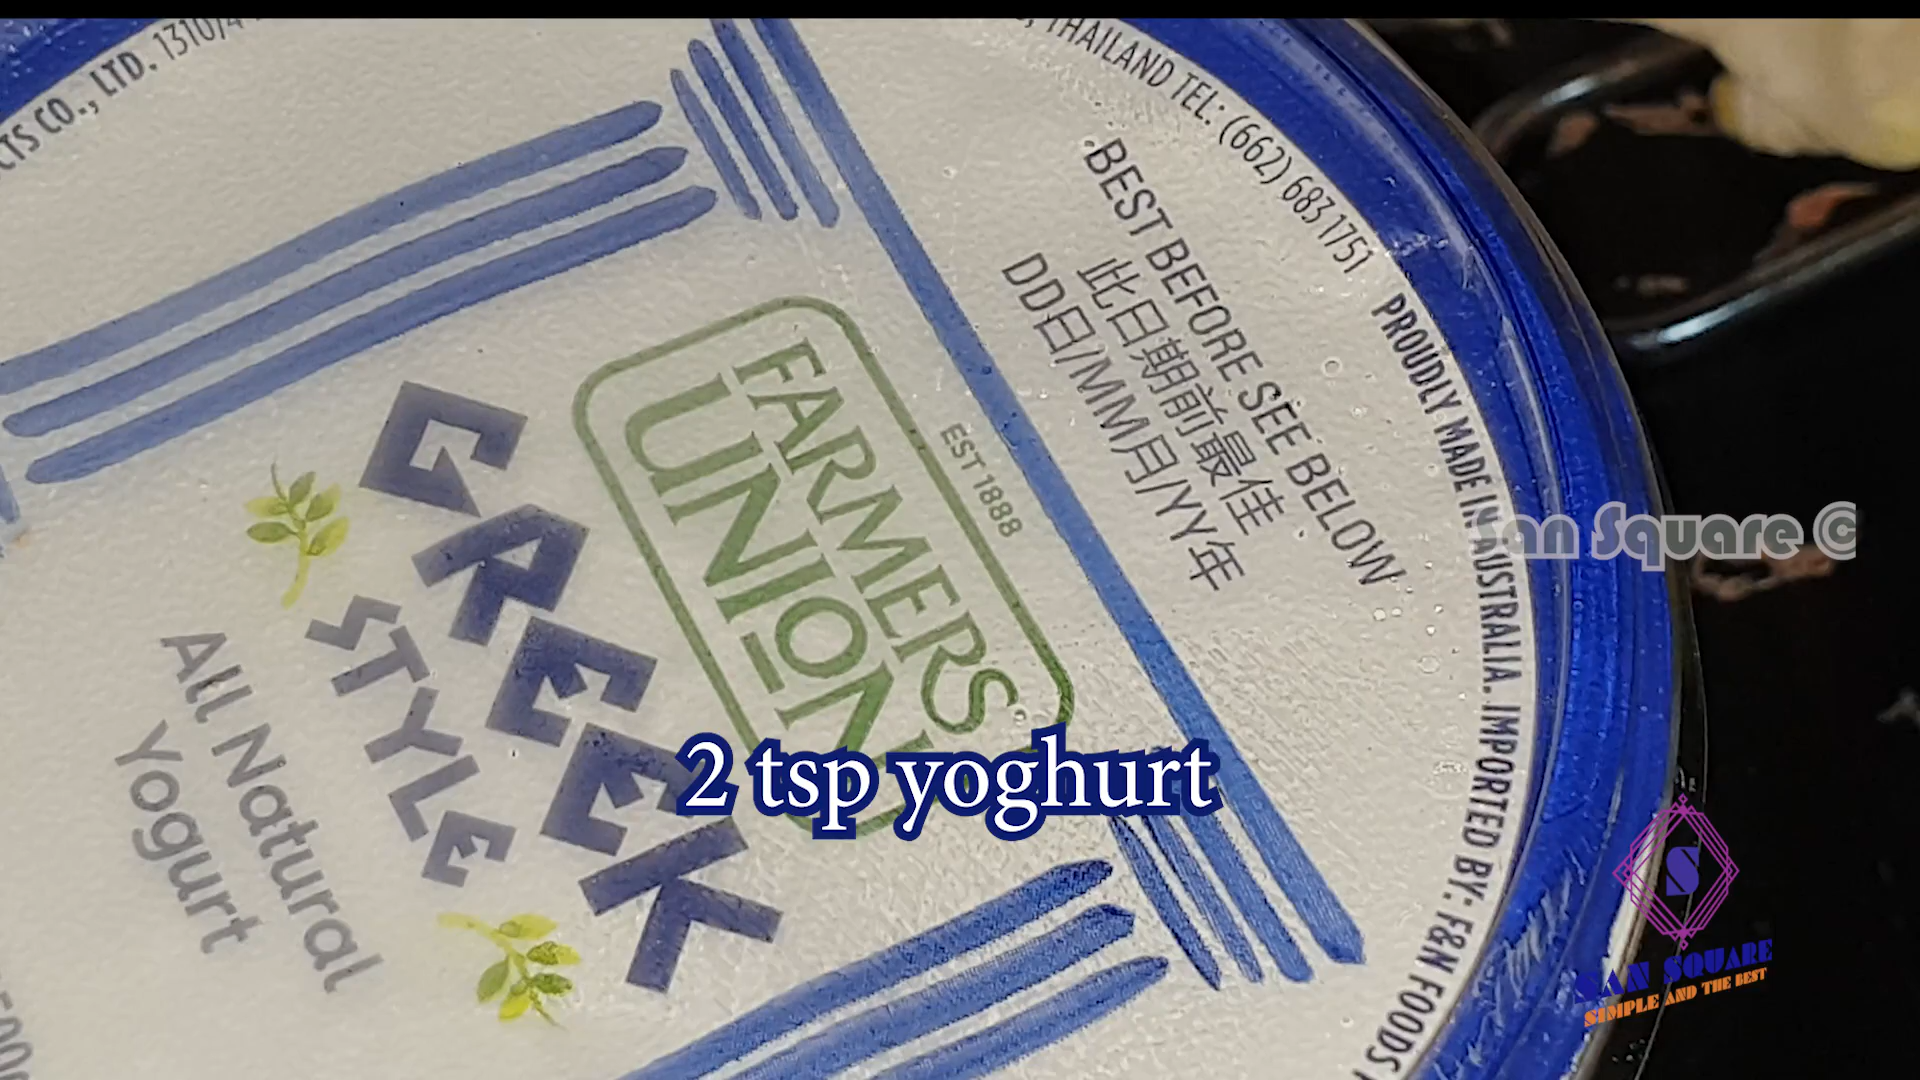 CTS CO., LTD. 1310/4
THAILAND TEL: (662) 683 1751
PROUDLY MADE IN AUSTRALIA. IMPORTED BY: F&N FOODS
BEST BEFORE SEE BELOW
此日期前最佳
DD日/MM月/YY年
EST 1888
FARMERS
UNION
GREEK
STYLE
All Natural
Yogurt
2 tsp yoghurt
San Square ©
S
SAN SQUARE
SIMPLE AND THE BEST